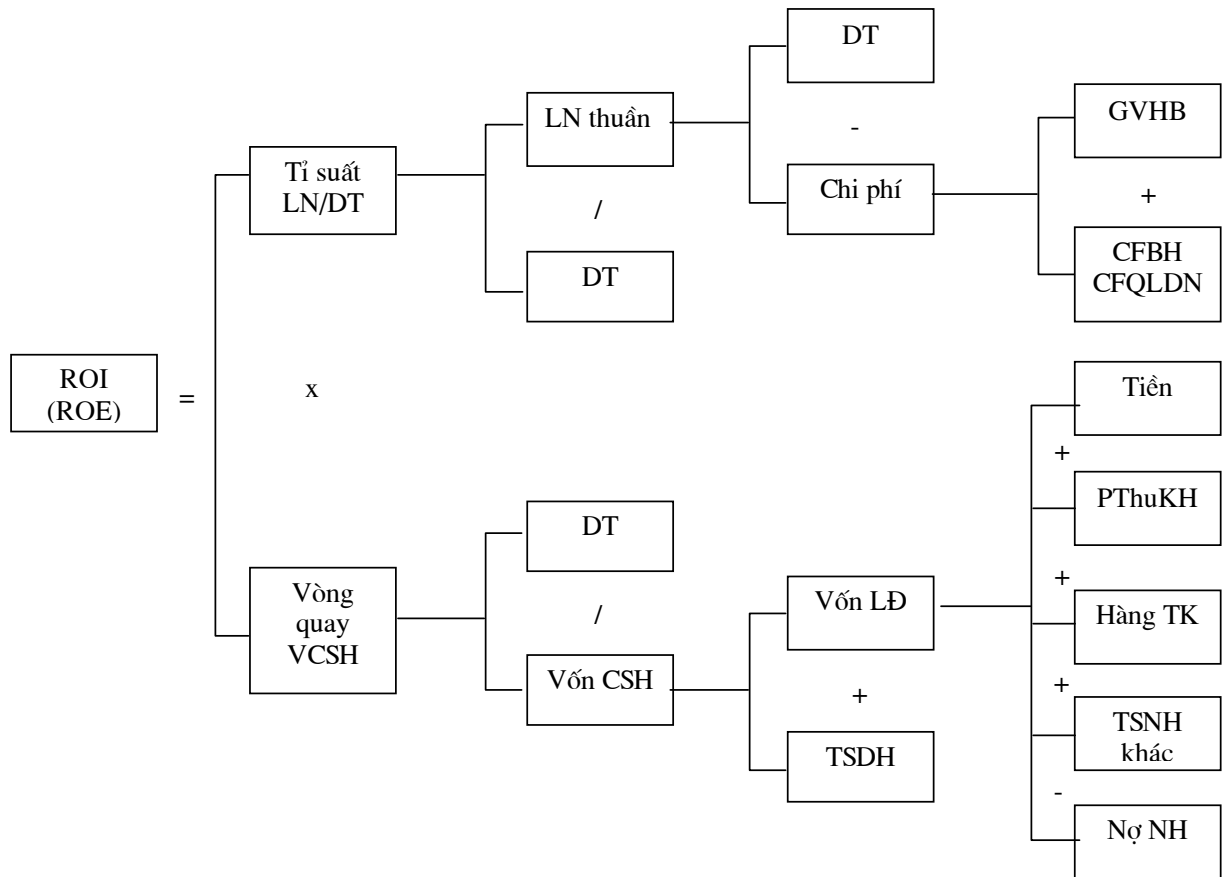 DT
LN thuần
GVHB
-
Tỉ suất
LN/DT
Chi phí
/
+
DT
CFBH
CFQLDN
ROI
(ROE)
=
x
Tiền
+
PThuKH
DT
+
Vòng
quay
VCSH
/
Vốn LĐ
Hàng TK
Vốn CSH
+
+
TSDH
TSNH
khác
-
Nợ NH